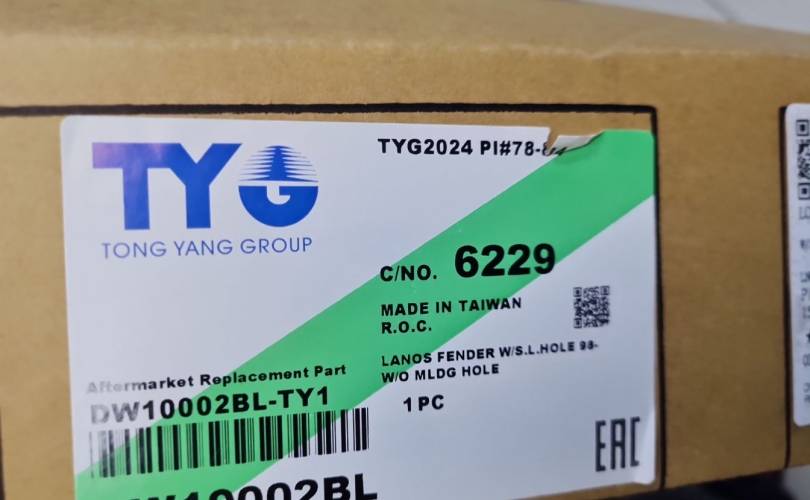 TYG
TYG2024 PI#78-
TONG YANG GROUP
C/NO. 6229
MADE IN TAIWAN
R.O.C.
LANOS FENDER W/S.L.HOLE 98-
W/O MLDG HOLE
Aftermarket Replacement Part
DW10002BL-TY1
1 PC
EAC
DW10002BL